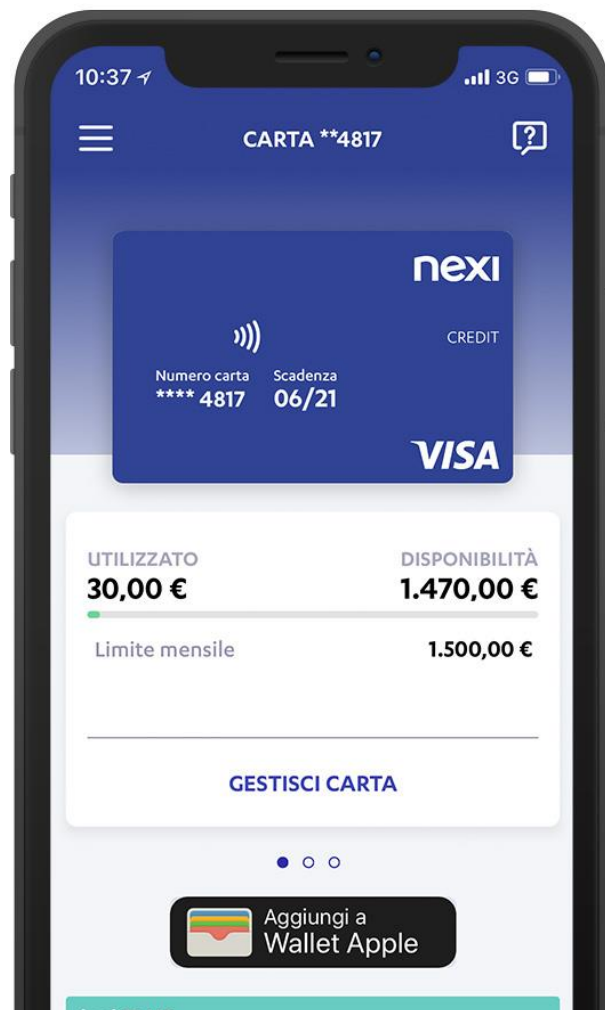 10:37
3G
CARTA **4817
nexi
CREDIT
Numero carta Scadenza
**** 4817 06/21
VISA
UTILIZZATO DISPONIBILITÀ
30,00 € 1.470,00 €
Limite mensile 1.500,00 €
GESTISCI CARTA
Aggiungi a
Wallet Apple